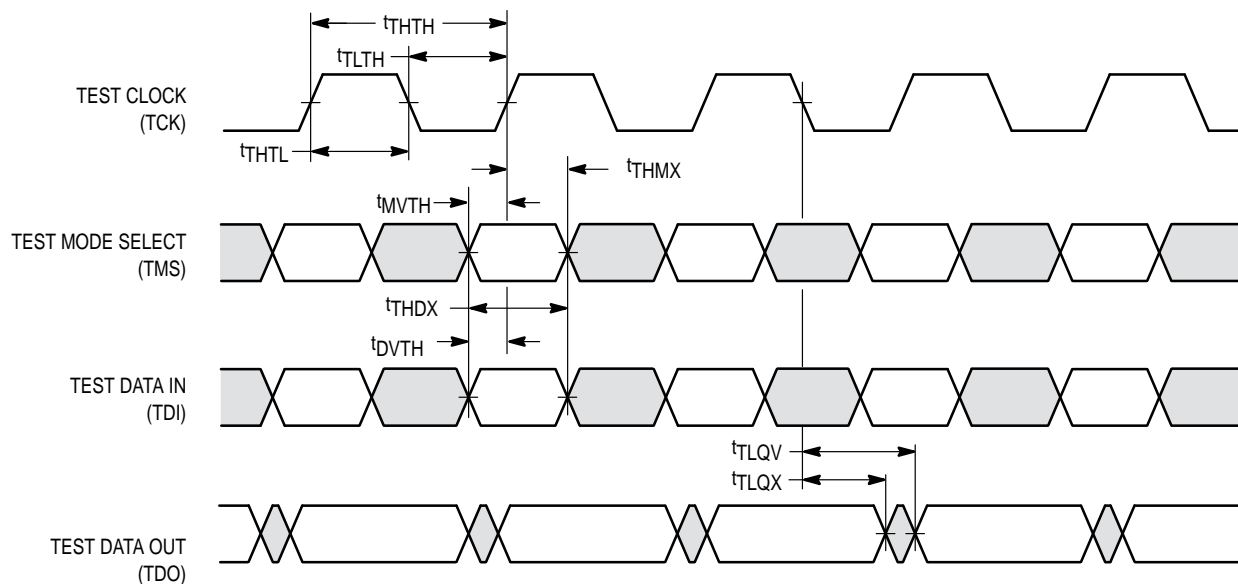 tTHTH
tTLTH
TEST CLOCK
(TCK)
tTHTL
tTHMX
tMVTH
TEST MODE SELECT
(TMS)
tTHDX
tDVTH
TEST DATA IN
(TDI)
tTLQV
tTLQX
TEST DATA OUT
(TDO)